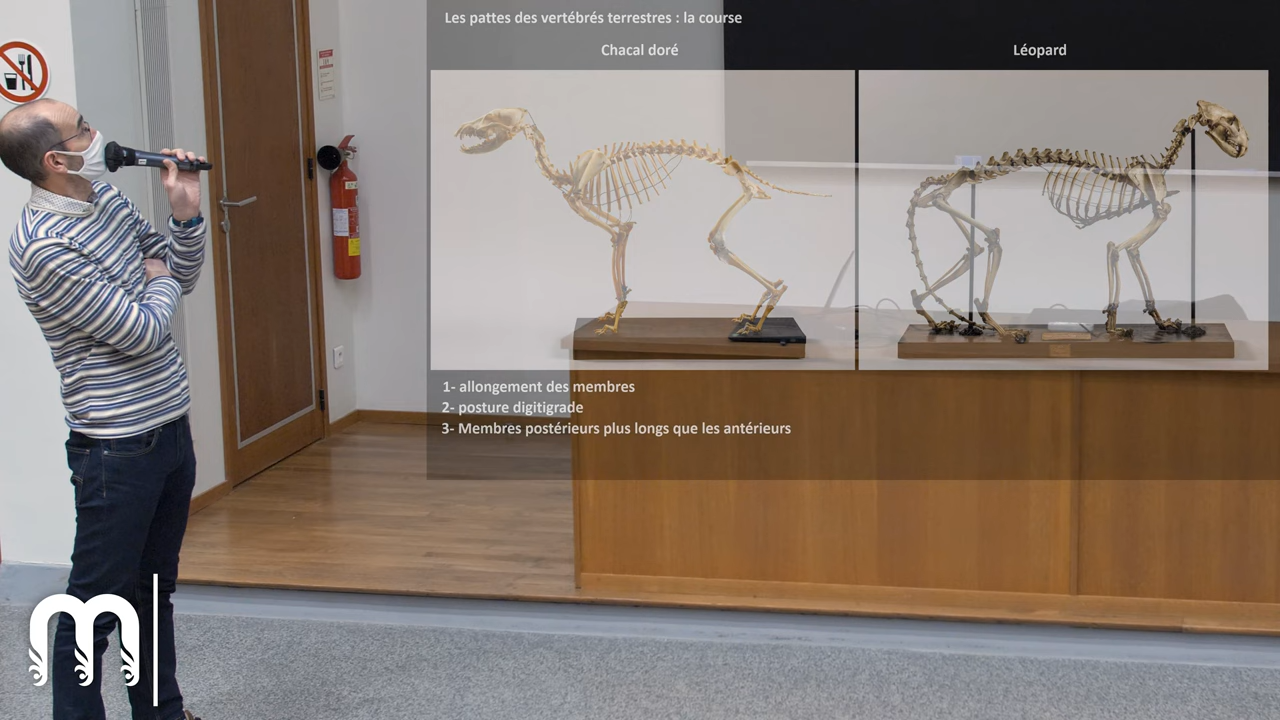 Les pattes des vertébrés terrestres : la course
Chacal doré
Léopard
1- allongement des membres
2- posture digitigrade
3- Membres postérieurs plus longs que les antérieurs